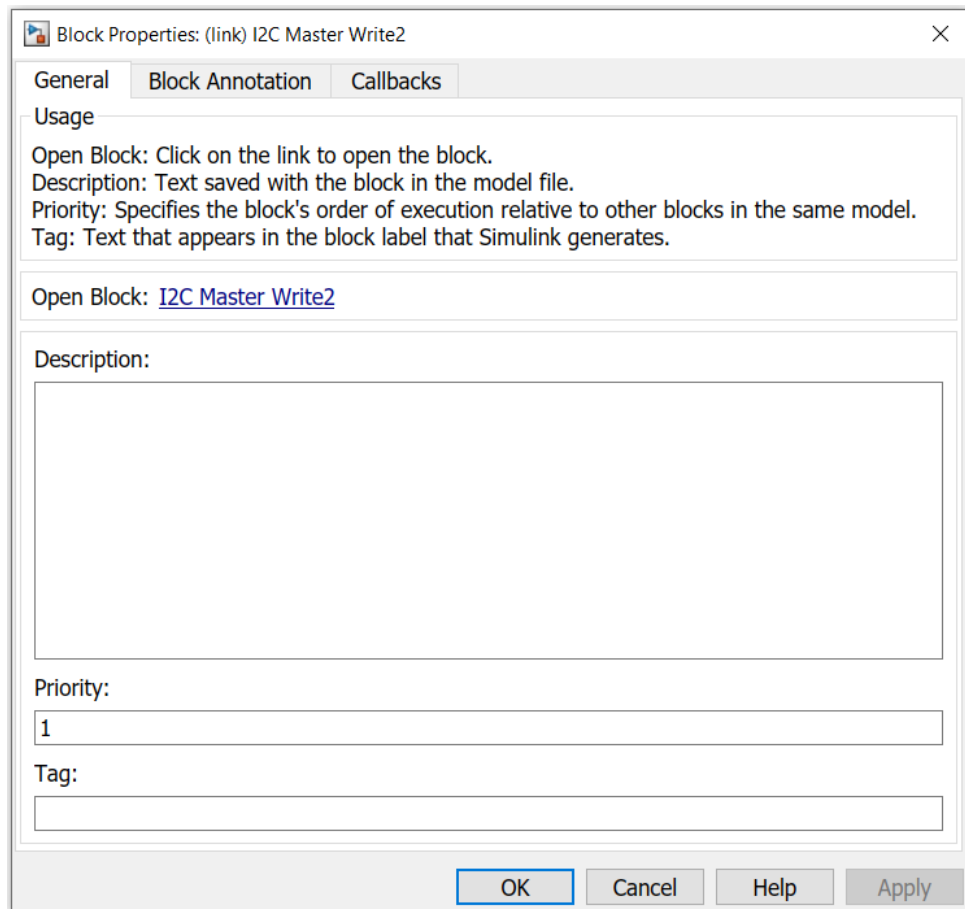 Block Properties: (link) I2C Master Write2
General Block Annotation Callbacks
Usage
Open Block: Click on the link to open the block.
Description: Text saved with the block in the model file.
Priority: Specifies the block's order of execution relative to other blocks in the same model.
Tag: Text that appears in the block label that Simulink generates.
Open Block: I2C Master Write2
Description:
Priority:
1
Tag:
OK Cancel Help Apply